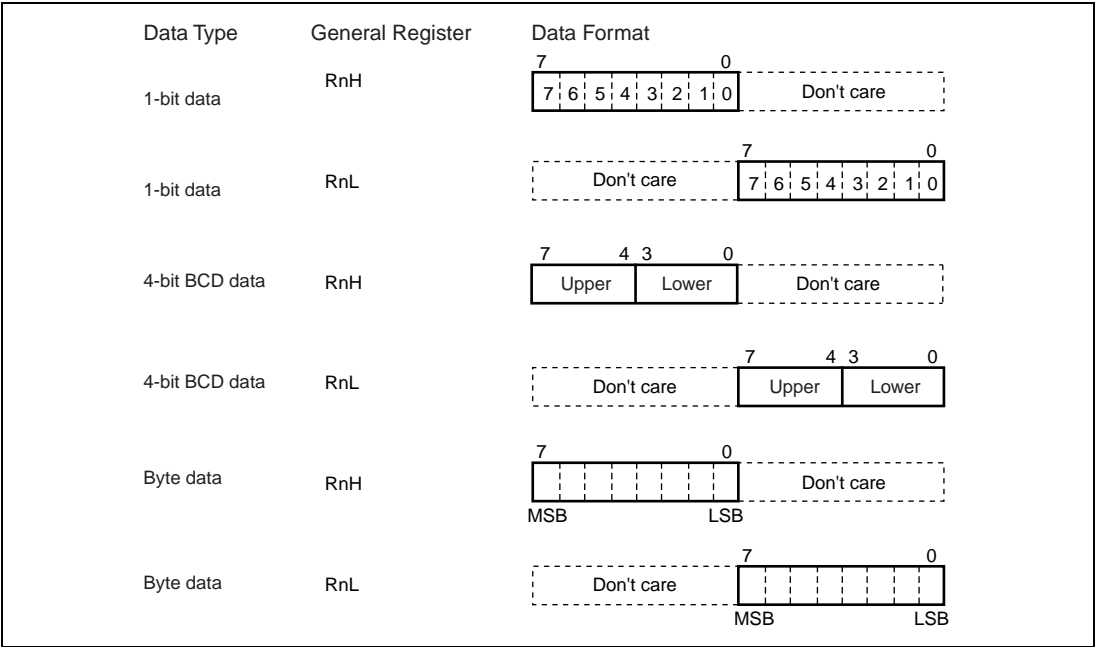 Data Type General Register Data Format
7 0
1-bit data RnH 7 6 5 4 3 2 1 0 Don't care
7 0
1-bit data RnL Don't care 7 6 5 4 3 2 1 0
7 4 3 0
4-bit BCD data RnH Upper Lower Don't care
7 4 3 0
4-bit BCD data RnL Don't care Upper Lower
7 0
Byte data RnH Don't care
MSB LSB
7 0
Byte data RnL Don't care
MSB LSB